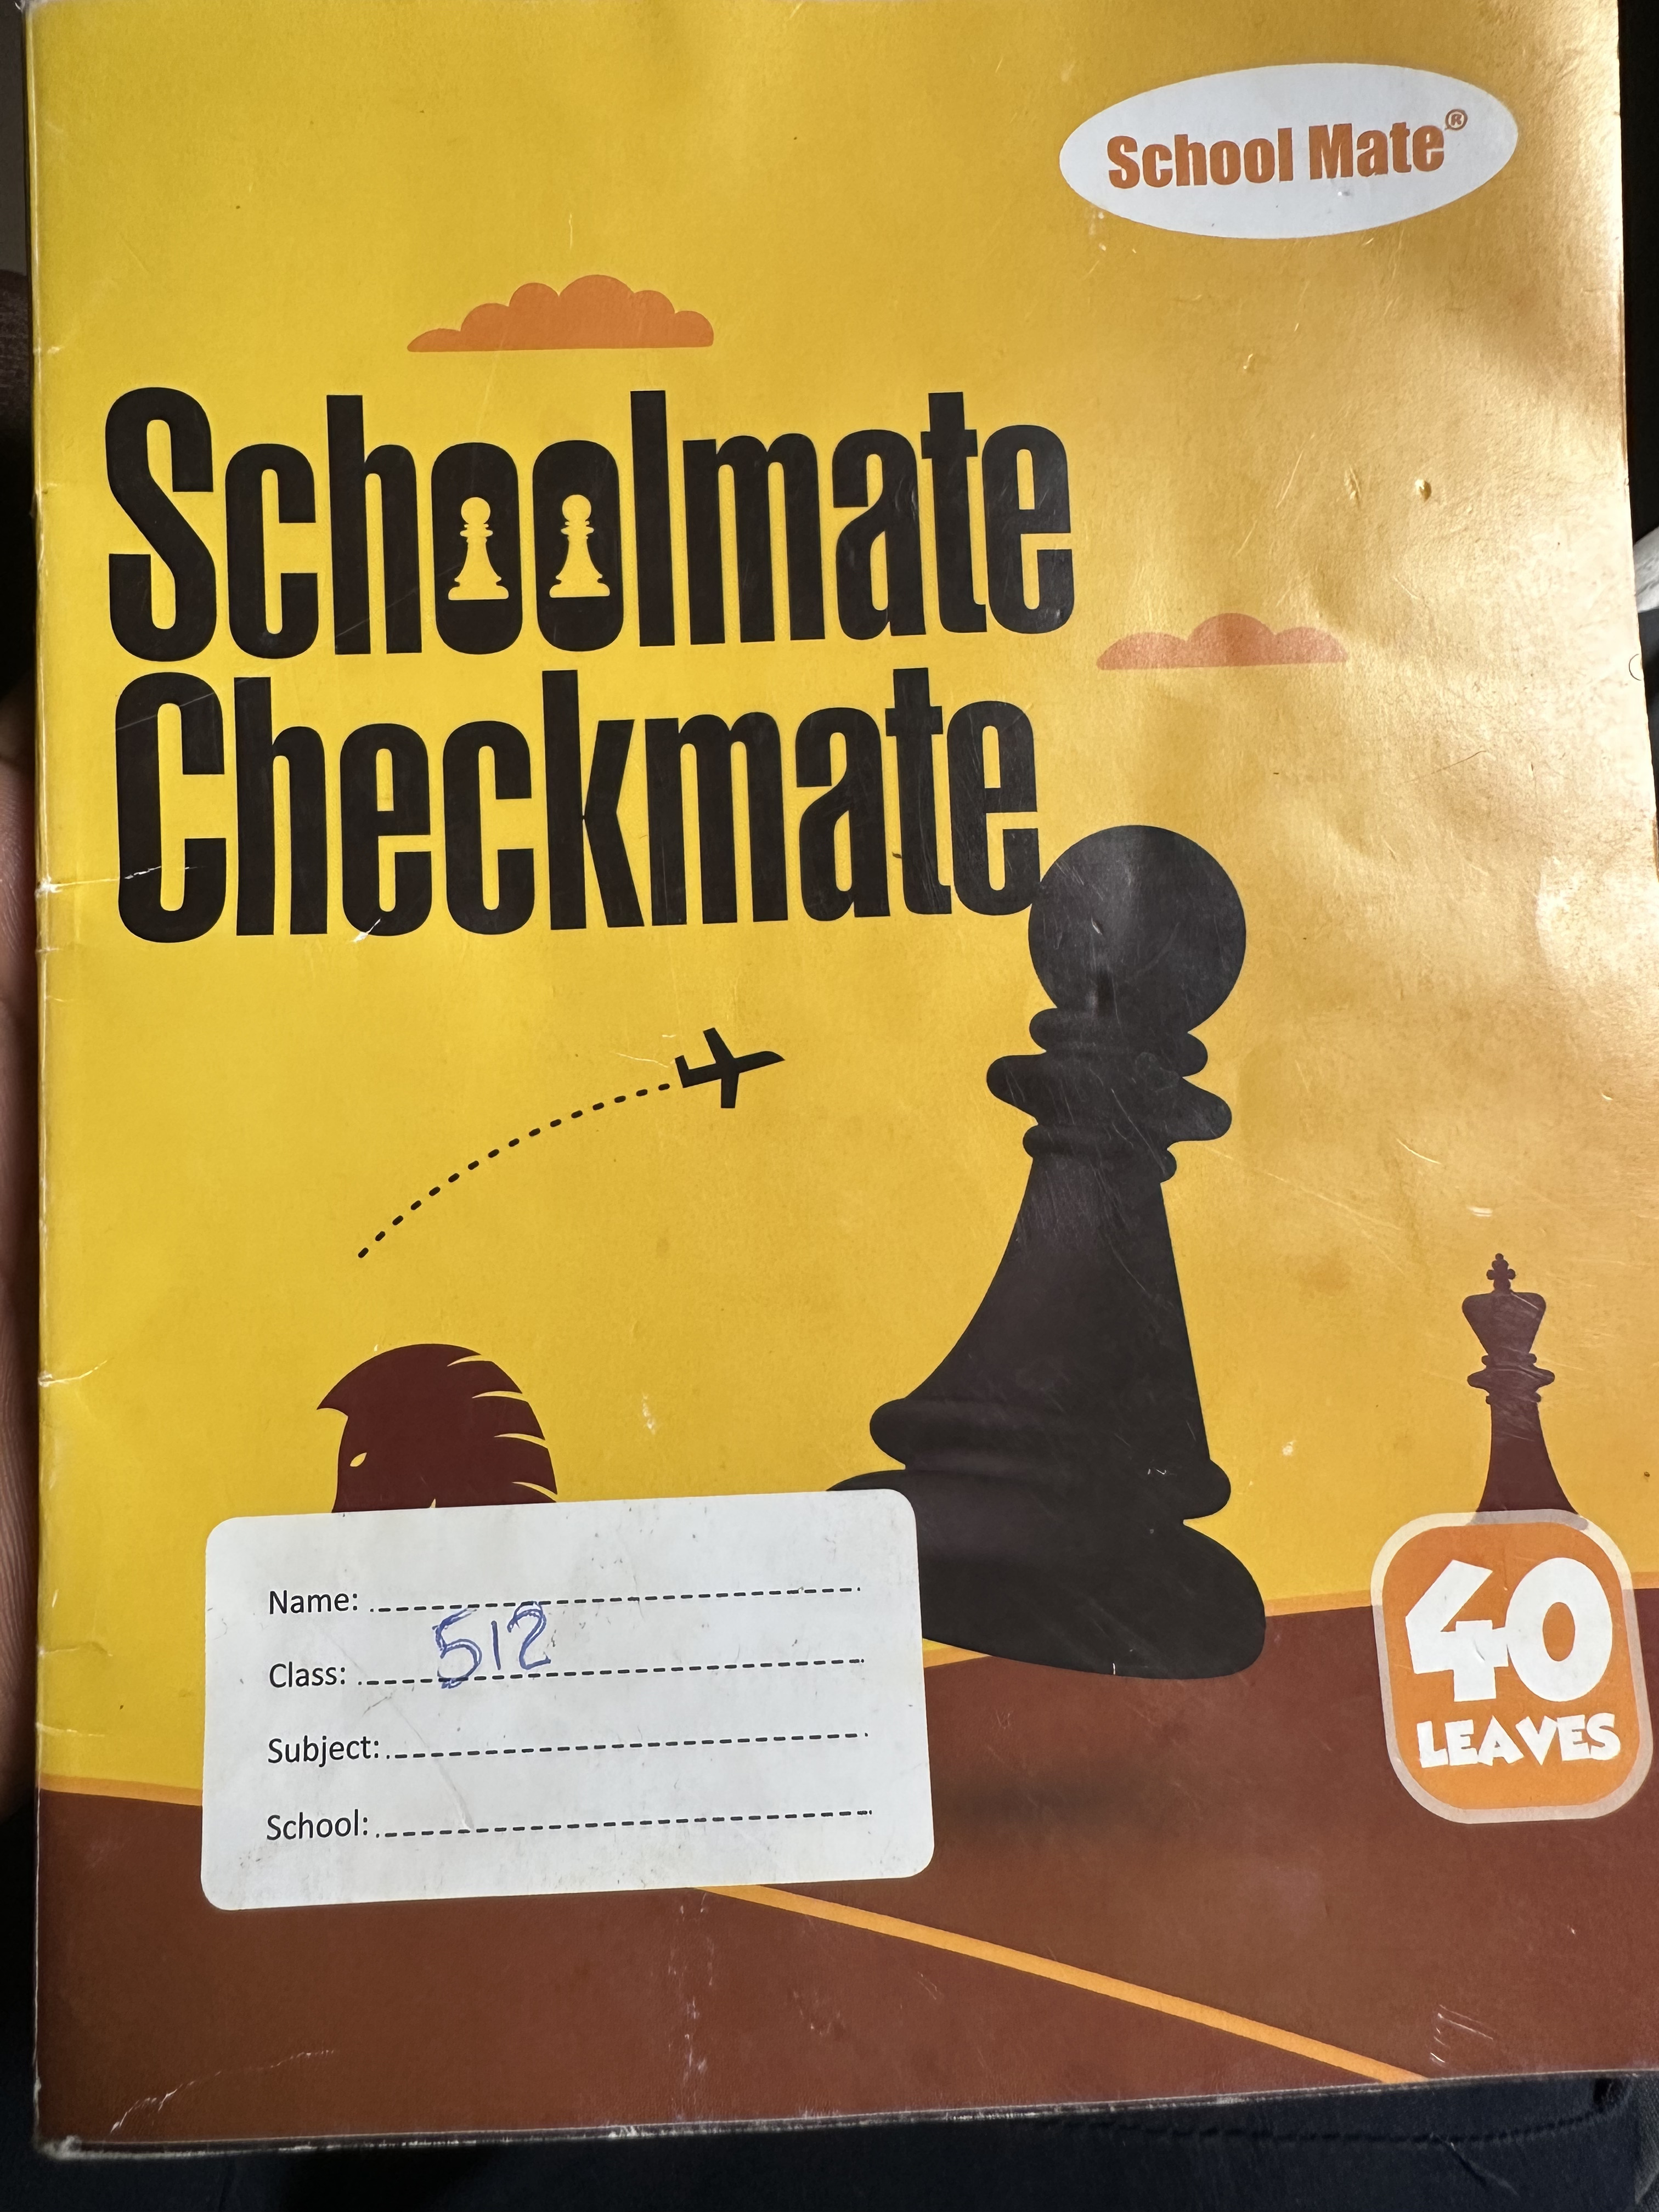 School Mate®
Schoolmate
Checkmate
Name: 
512
Class: 
Subject: 
School: 
40
LEAVES